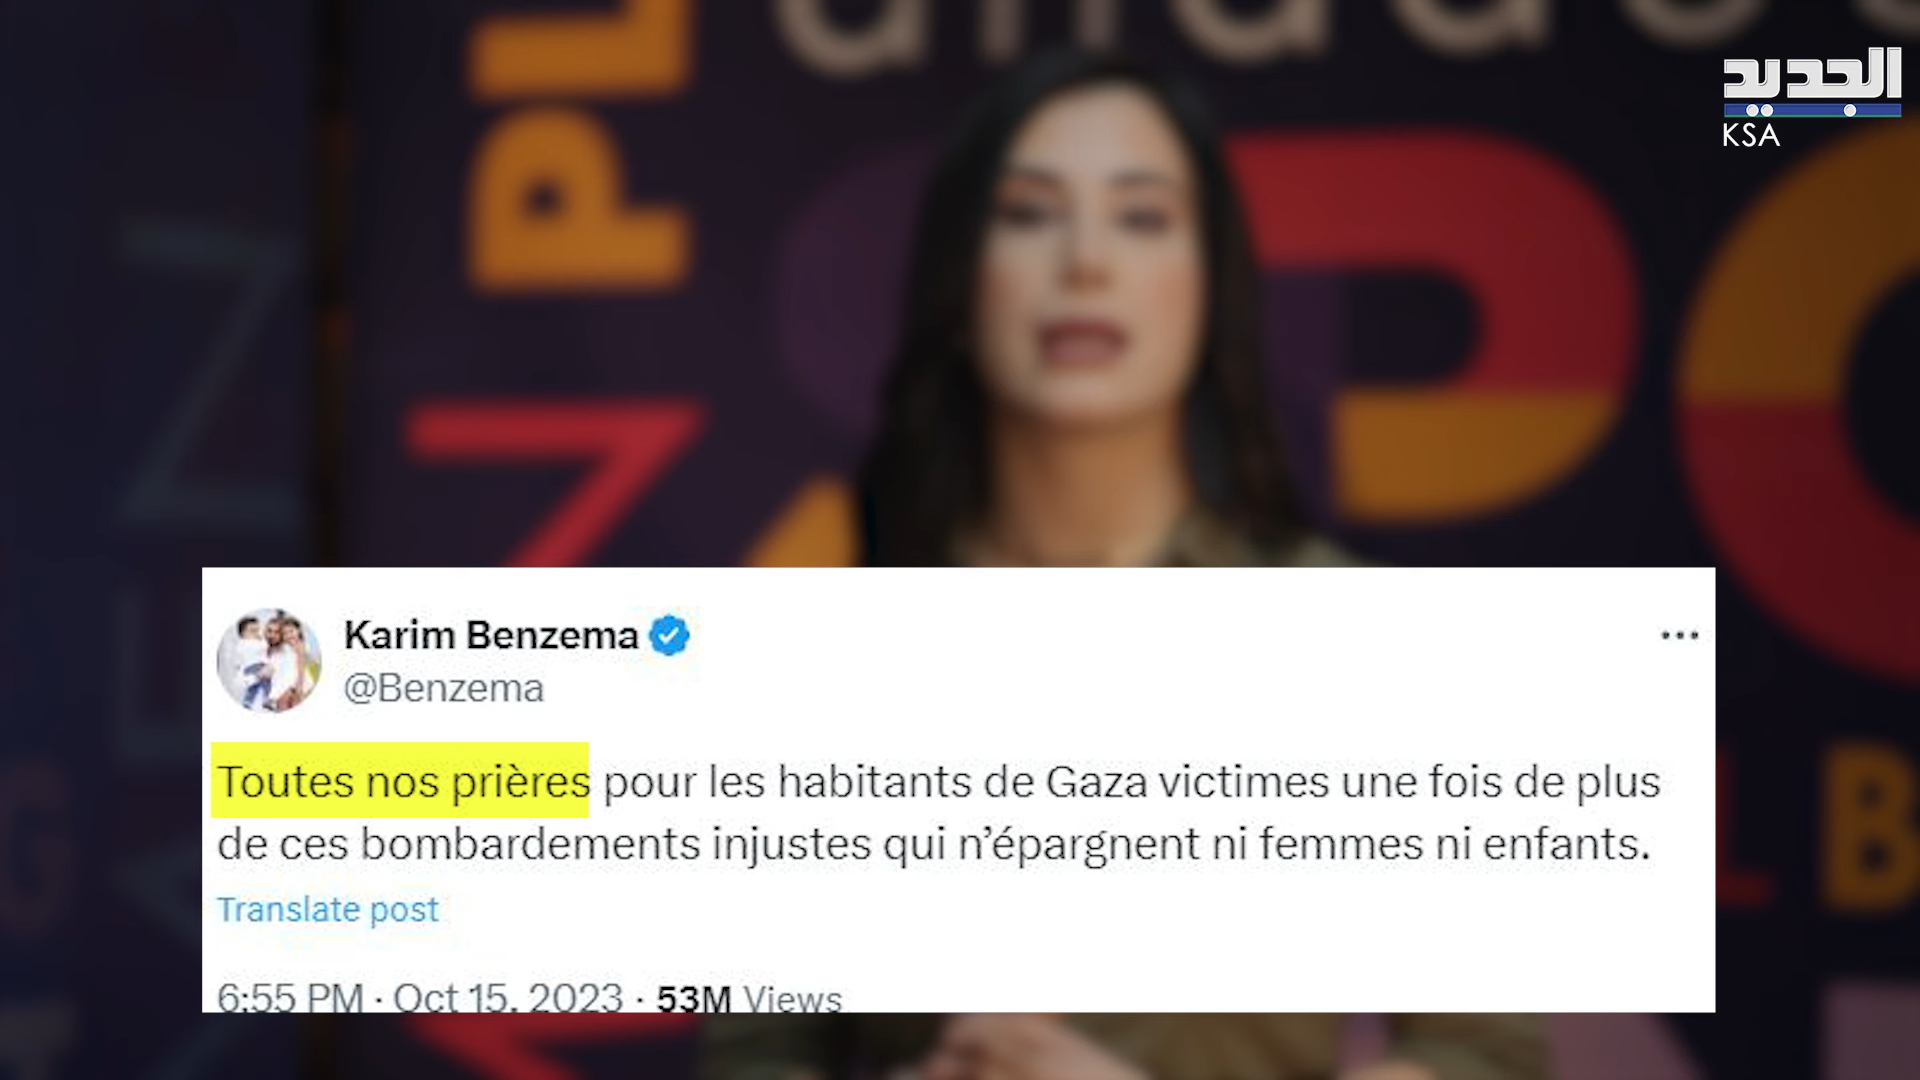 الجديد
KSA
Karim Benzema
@Benzema
Toutes nos prières pour les habitants de Gaza victimes une fois de plus
de ces bombardements injustes qui n’épargnent ni femmes ni enfants.
Translate post
6:55 PM · Oct 15, 2023 · 53M Views